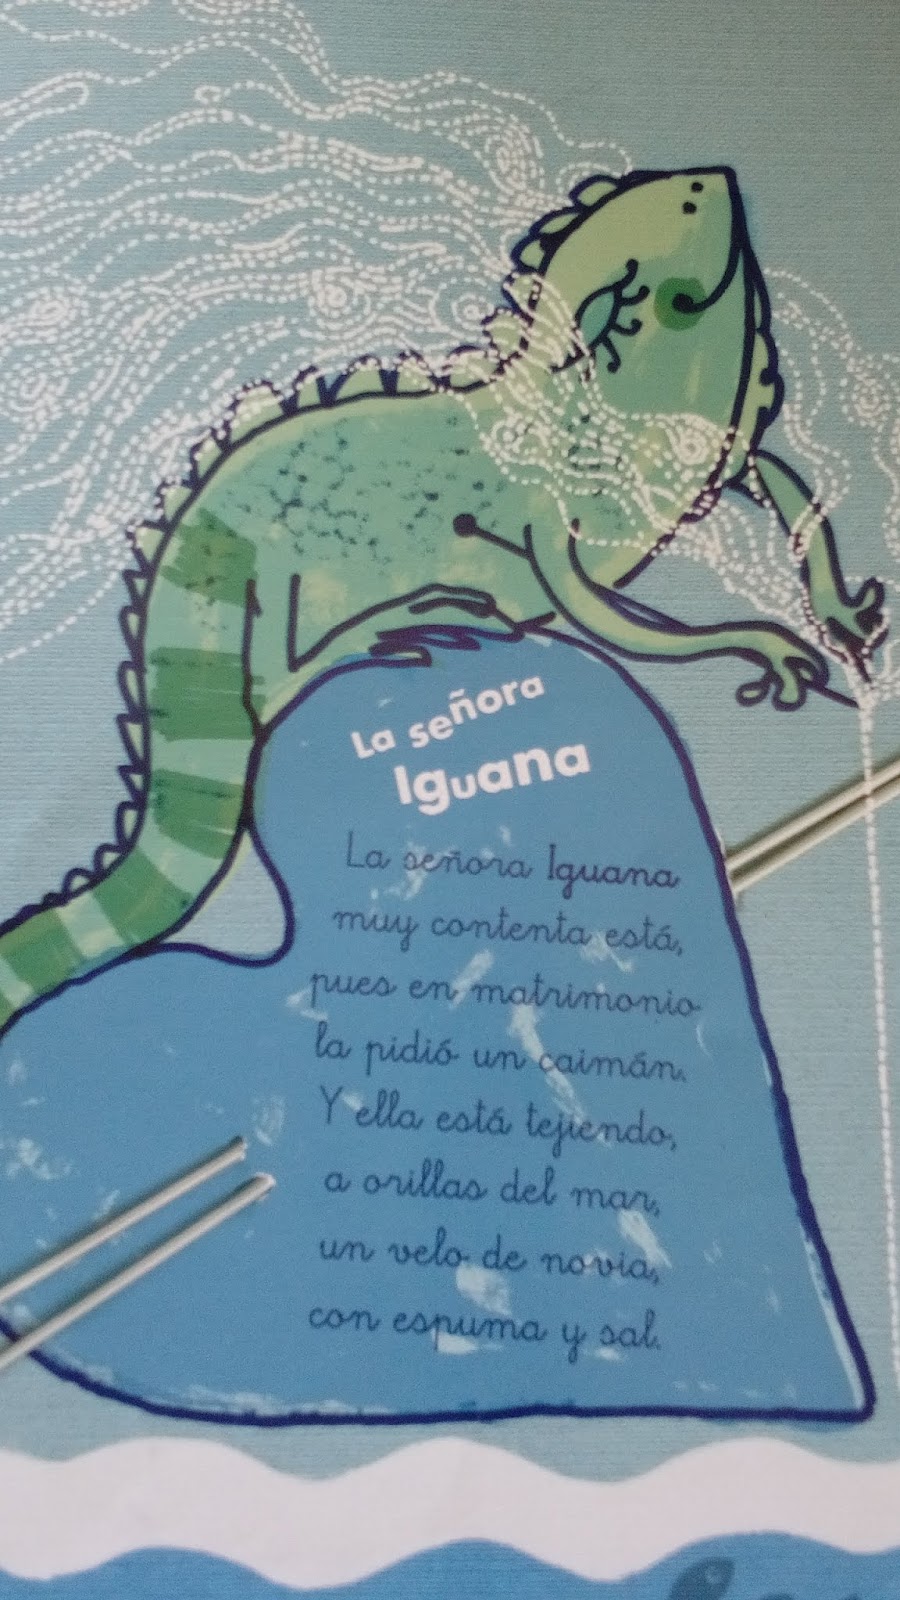 La señora
Iguana
La señora Iguana
muy contenta está,
pues en matrimonio
la pidió un caimán.
Y ella está tejiendo,
a orillas del mar,
un velo de novia,
con espuma y sal.